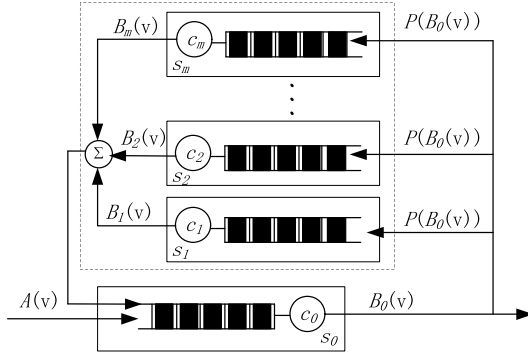 B_m(v) c_m s_m P(B_0(v))
B_2(v) c_2 s_2 P(B_0(v))
Σ
B_1(v) c_1 s_1 P(B_0(v))
A(v) c_0 s_0 B_0(v)